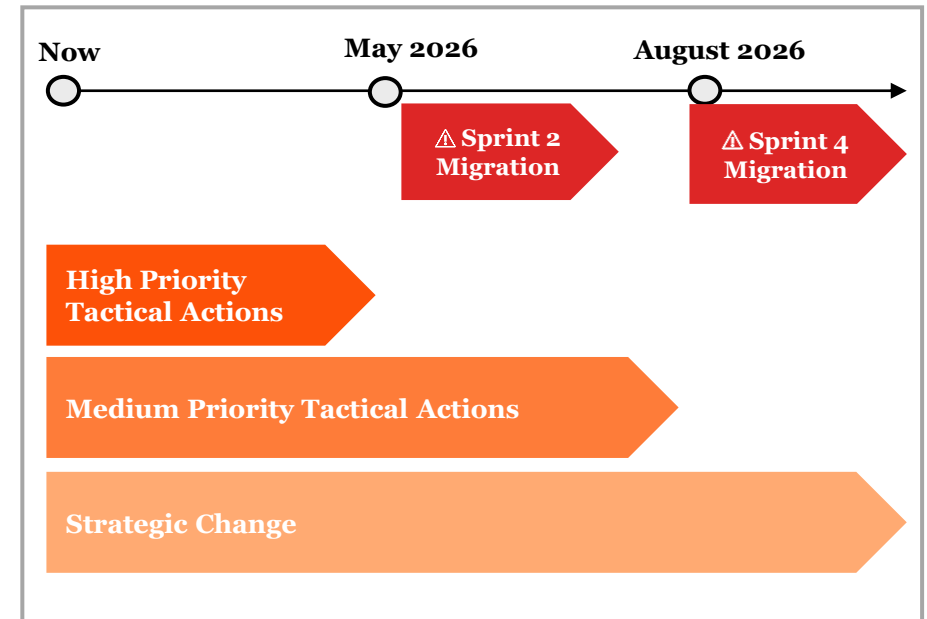 Now
May 2026
August 2026
⚠ Sprint 2
Migration
⚠ Sprint 4
Migration
High Priority
Tactical Actions
Medium Priority Tactical Actions
Strategic Change